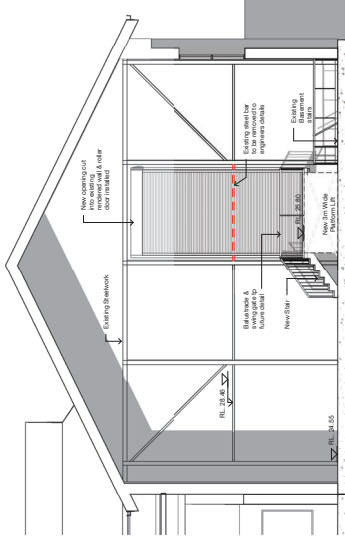 New opening cut
into existing
rendered wall & roller
door installed
Existing Steelwork
Existing steel bar
to be removed to
engineers details
Existing
Basement
stairs
Balustrade &
swing gate tp
future detail
RL. 25.80
New 3m Wide
Platform Lift
New Stair
RL. 28.46
RL. 24.55